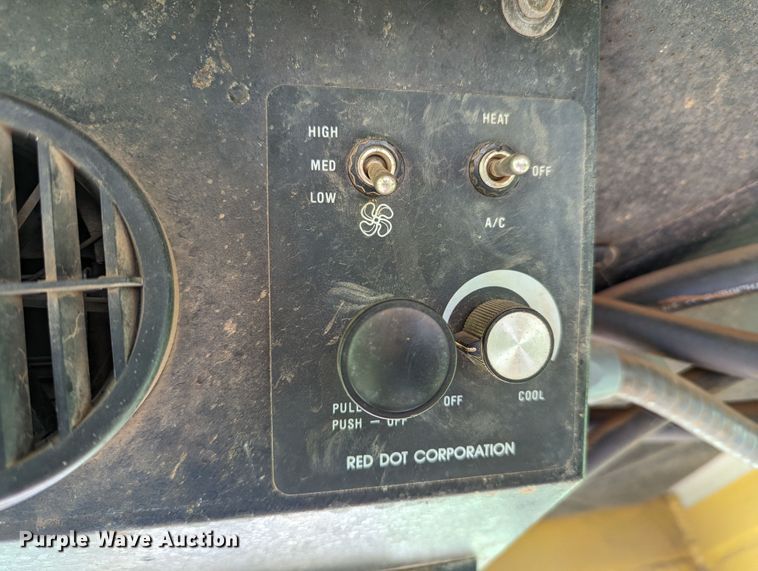 HIGH
MED
LOW
HEAT
OFF
A/C
PULL
PUSH — OFF
OFF
COOL
RED DOT CORPORATION
Purple Wave Auction